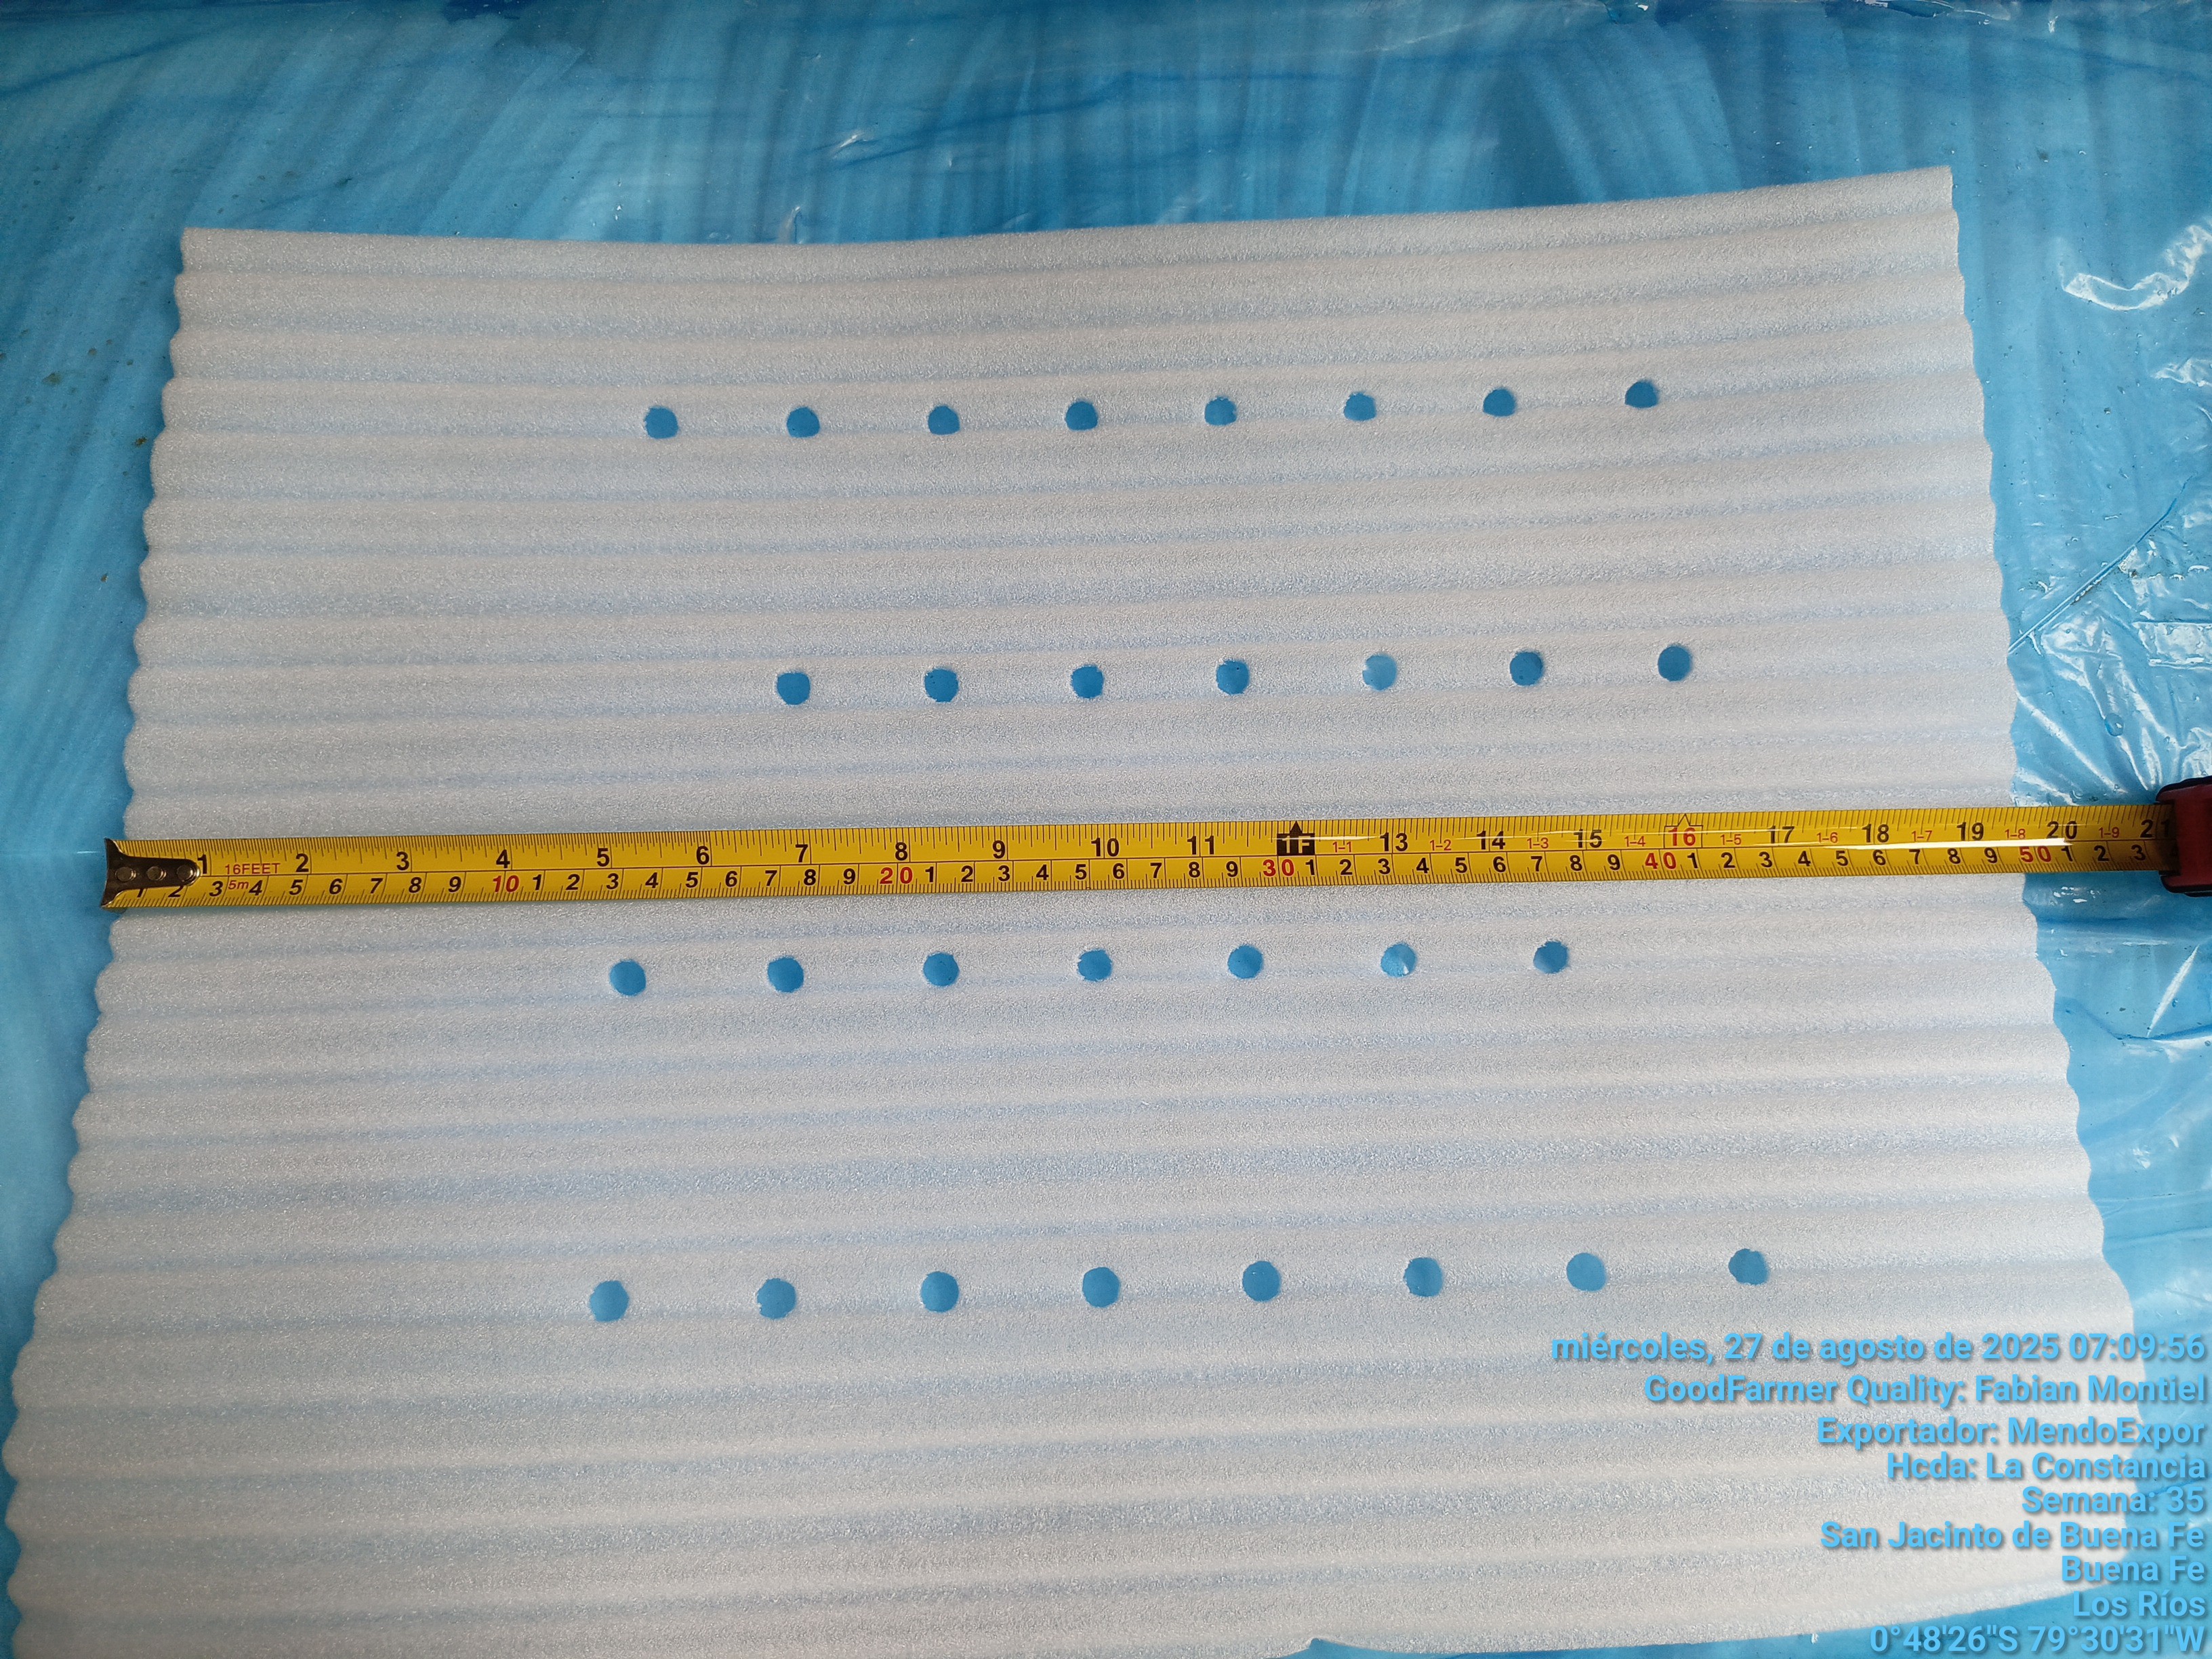 1 16FEET 2 3 4 5 6 7 8 9 10 11 1F 1-1 13 1-2 14 1-3 15 1-4 16 1-5 17 1-6 18 1-7 19 1-8 20 1-9 21
1 2 3 5m 4 5 6 7 8 9 10 1 2 3 4 5 6 7 8 9 20 1 2 3 4 5 6 7 8 9 30 1 2 3 4 5 6 7 8 9 40 1 2 3 4 5 6 7 8 9 50 1 2 3
miércoles, 27 de agosto de 2025 07:09:56
GoodFarmer Quality: Fabian Montiel
Exportador: MendoExpor
Hcda: La Constancia
Semana: 35
San Jacinto de Buena Fe
Buena Fe
Los Ríos
0°48'26"S 79°30'31"W